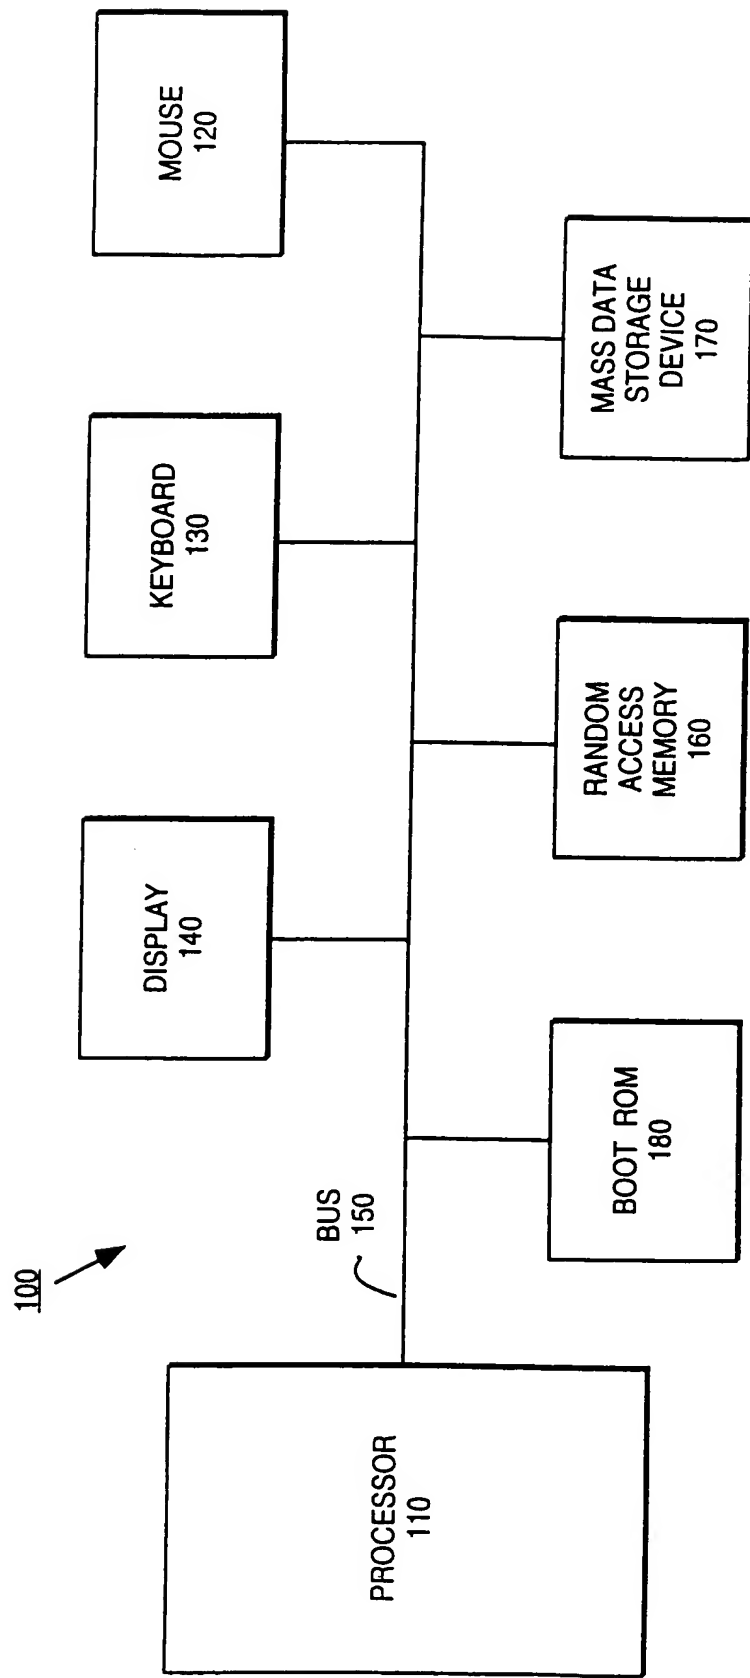 100
PROCESSOR
110
BUS
150
DISPLAY
140
KEYBOARD
130
MOUSE
120
BOOT ROM
180
RANDOM
ACCESS
MEMORY
160
MASS DATA
STORAGE
DEVICE
170